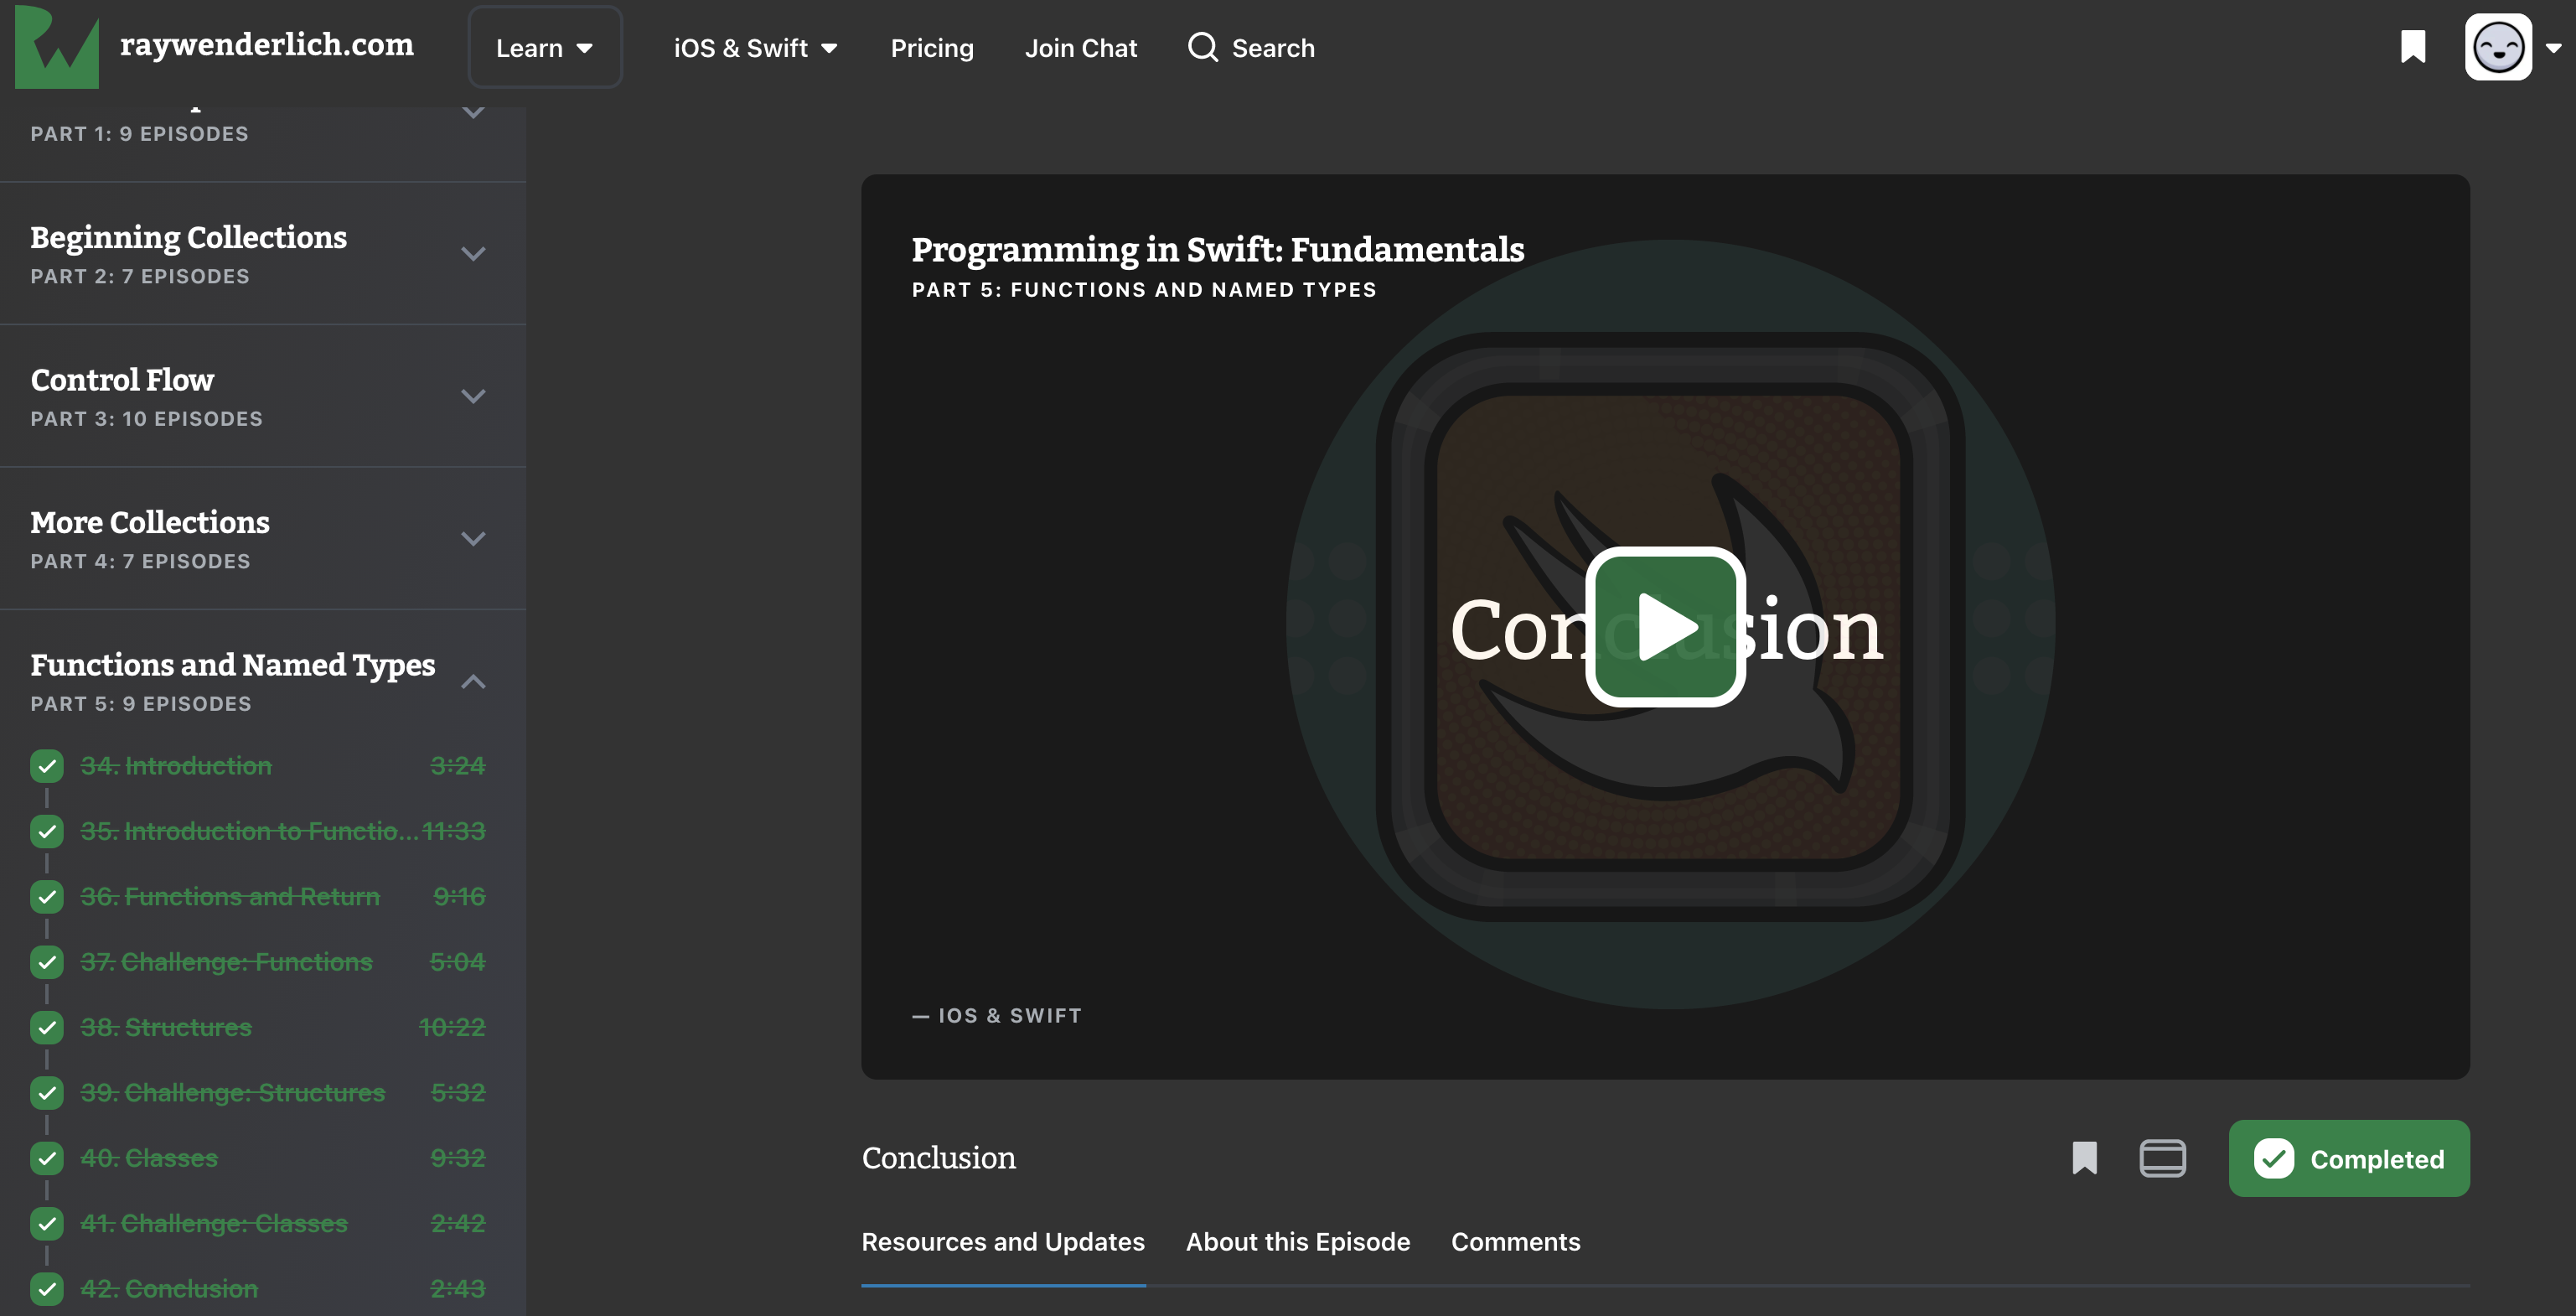 raywenderlich.com
Learn
iOS & Swift
Pricing
Join Chat
Search
PART 1: 9 EPISODES
Beginning Collections
PART 2: 7 EPISODES
Control Flow
PART 3: 10 EPISODES
More Collections
PART 4: 7 EPISODES
Functions and Named Types
PART 5: 9 EPISODES
34. Introduction 3:24
35. Introduction to Functio... 11:33
36. Functions and Return 9:16
37. Challenge: Functions 5:04
38. Structures 10:22
39. Challenge: Structures 5:32
40. Classes 9:32
41. Challenge: Classes 2:42
42. Conclusion 2:43
Programming in Swift: Fundamentals
PART 5: FUNCTIONS AND NAMED TYPES
Conclusion
— IOS & SWIFT
Conclusion
Completed
Resources and Updates
About this Episode
Comments